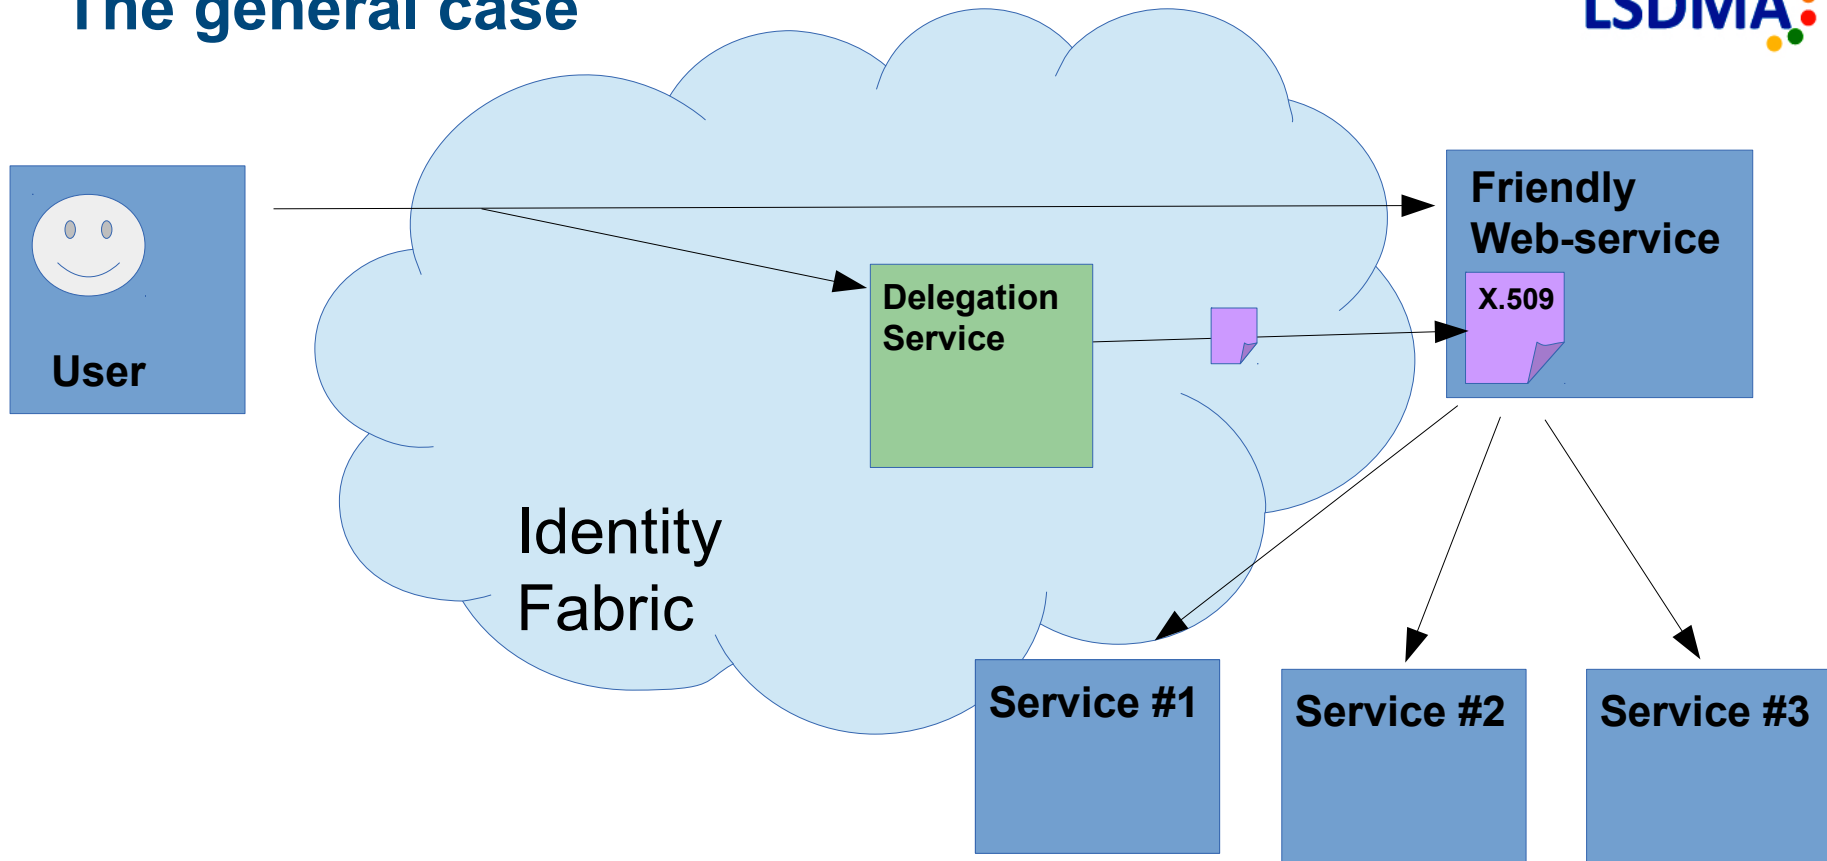 The general case
LSDMA
Friendly
Web-service
X.509
Delegation
Service
User
Identity
Fabric
Service #1
Service #2
Service #3